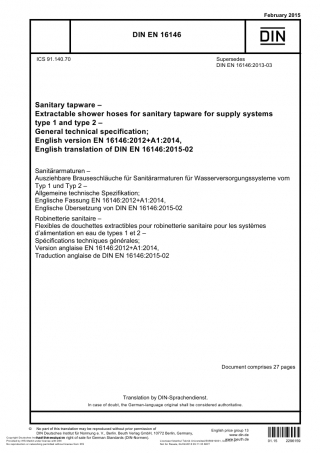 February 2015
DIN EN 16146
DIN
ICS 91.140.70
Supersedes
DIN EN 16146:2013-03
Sanitary tapware –
Extractable shower hoses for sanitary tapware for supply systems
type 1 and type 2 –
General technical specification;
English version EN 16146:2012+A1:2014,
English translation of DIN EN 16146:2015-02
Sanitärarmaturen –
Ausziehbare Brauseschläuche für Sanitärarmaturen für Wasserversorgungssysteme vom
Typ 1 und Typ 2 –
Allgemeine technische Spezifikation;
Englische Fassung EN 16146:2012+A1:2014,
Englische Übersetzung von DIN EN 16146:2015-02
Robinetterie sanitaire –
Flexibles de douchettes extractibles pour robinetterie sanitaire pour les systèmes
d'alimentation en eau de types 1 et 2 –
Spécifications techniques générales;
Version anglaise EN 16146:2012+A1:2014,
Traduction anglaise de DIN EN 16146:2015-02
Document comprises 27 pages
Translation by DIN-Sprachendienst.
In case of doubt, the German-language original shall be considered authoritative.
No part of this translation may be reproduced without prior permission of
DIN Deutsches Institut für Normung e. V., Berlin. Beuth Verlag GmbH, 10772 Berlin, Germany,
has the exclusive right of sale for German Standards (DIN-Normen).
English price group 13
www.din.de
www.beuth.de